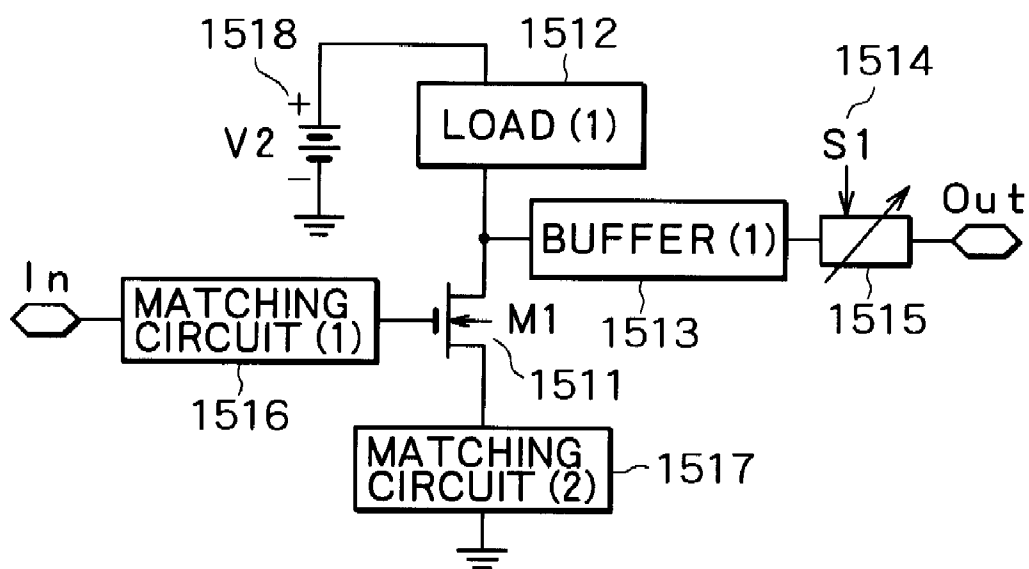 1518
1512
1514
+
V2
−
LOAD (1)
S1
Out
BUFFER (1)
In
MATCHING
CIRCUIT (1)
M1
1513
1515
1516
1511
MATCHING
CIRCUIT (2)
1517